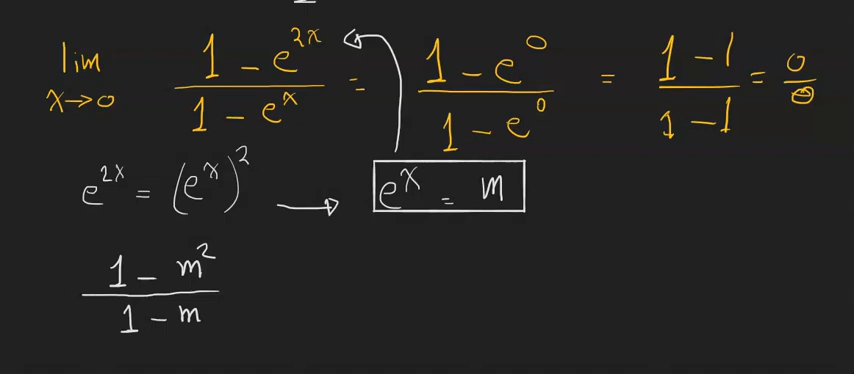 lim x→0 (1 - e^{2x})/(1 - e^x) = (1 - e^0)/(1 - e^0) = (1 - 1)/(1 - 1) = 0/0
e^{2x} = (e^x)^2 → e^x = m
(1 - m^2)/(1 - m)